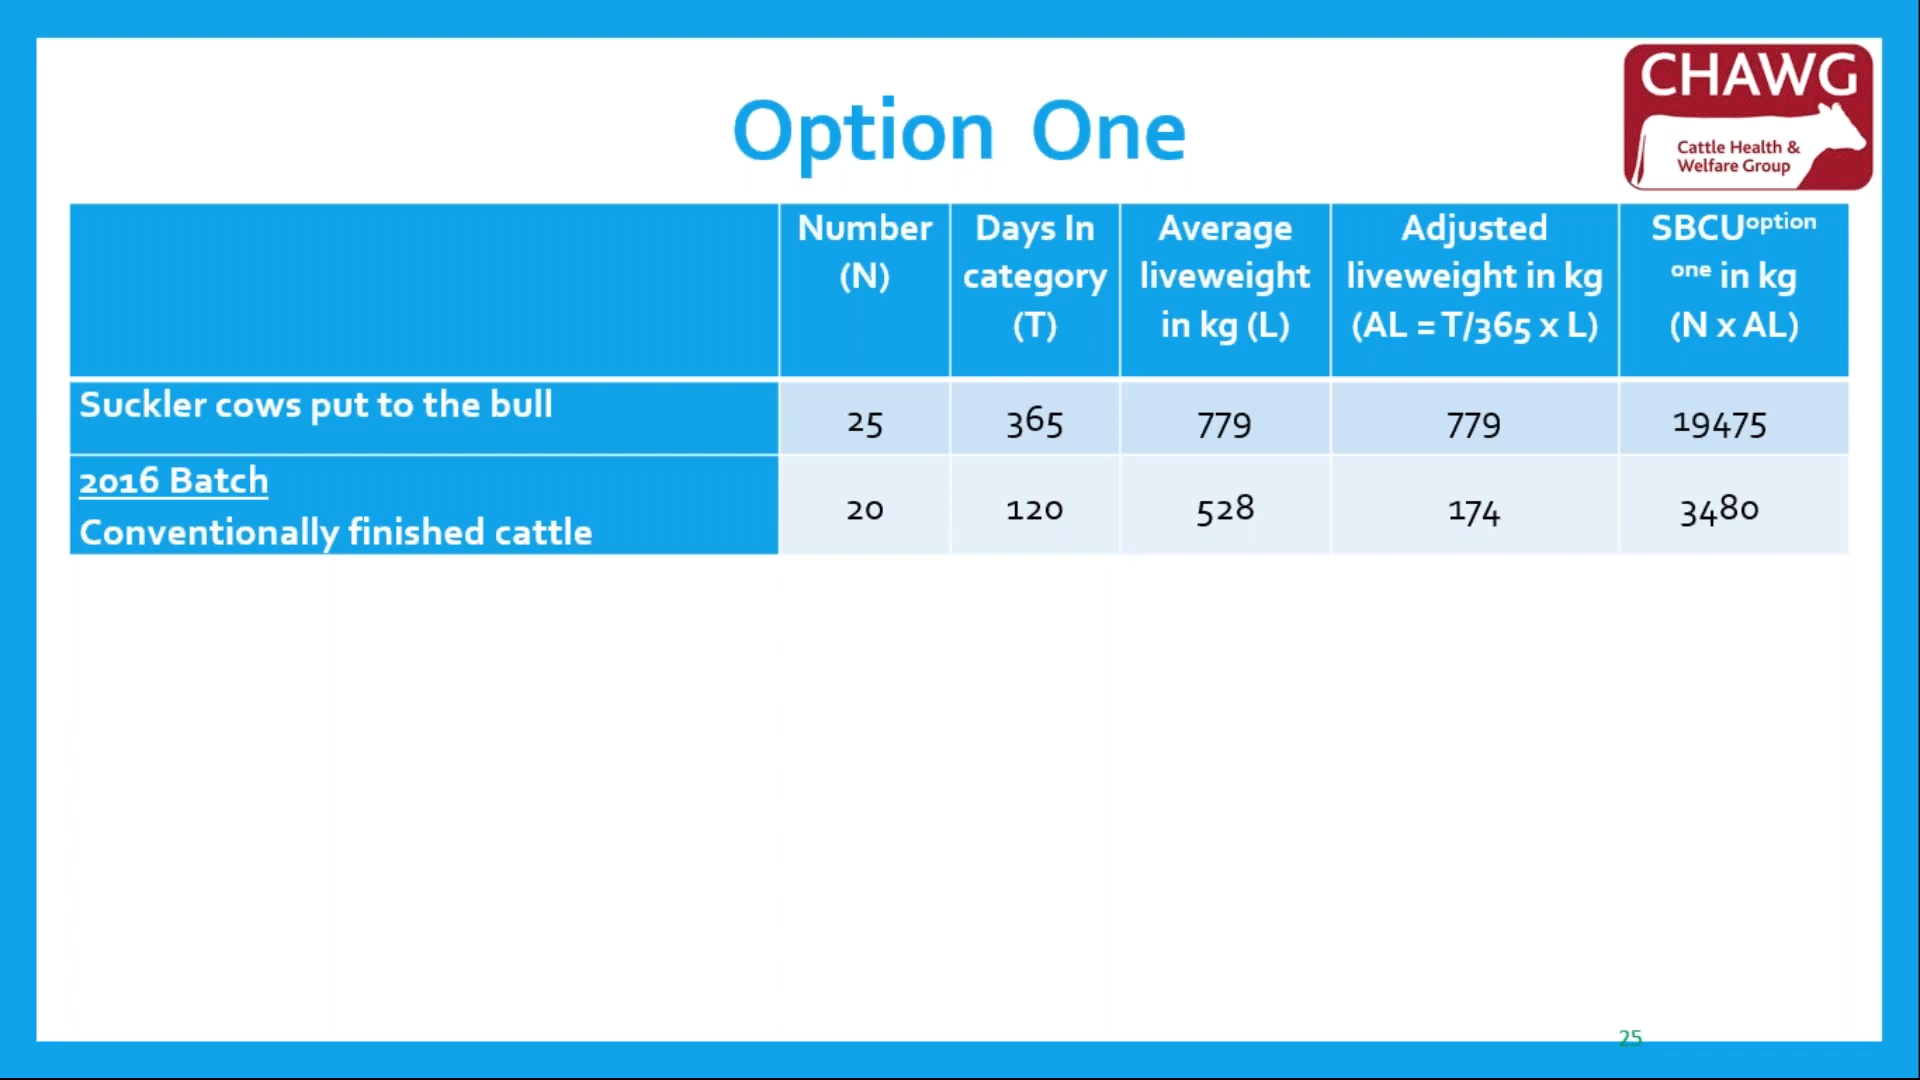 CHAWG
Cattle Health &
Welfare Group
Option One
Number
(N)
Days In
category
(T)
Average
liveweight
in kg (L)
Adjusted
liveweight in kg
(AL = T/365 x L)
SBCUoption
one in kg
(N x AL)
Suckler cows put to the bull
25
365
779
779
19475
2016 Batch
Conventionally finished cattle
20
120
528
174
3480
25